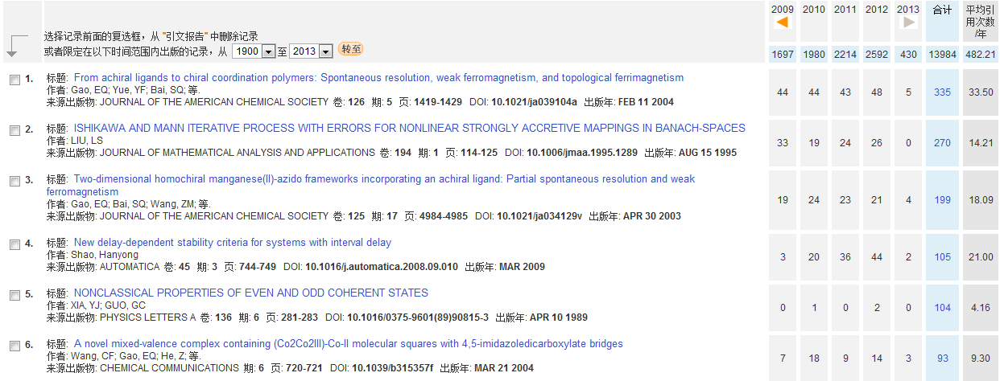 2009 2010 2011 2012 2013 合计 平均引
用次数
/年
选择记录前面的复选框，从 "引文报告" 中删除记录
或者限定在以下时间范围内出版的记录，从 1900 至 2013 转至
1697 1980 2214 2592 430 13984 482.21
1. 标题: From achiral ligands to chiral coordination polymers: Spontaneous resolution, weak ferromagnetism, and topological ferrimagnetism
作者: Gao, EQ; Yue, YF; Bai, SQ; 等.
来源出版物: JOURNAL OF THE AMERICAN CHEMICAL SOCIETY 卷: 126 期: 5 页: 1419-1429 DOI: 10.1021/ja039104a 出版年: FEB 11 2004
44 44 43 48 5 335 33.50
2. 标题: ISHIKAWA AND MANN ITERATIVE PROCESS WITH ERRORS FOR NONLINEAR STRONGLY ACCRETIVE MAPPINGS IN BANACH-SPACES
作者: LIU, LS
来源出版物: JOURNAL OF MATHEMATICAL ANALYSIS AND APPLICATIONS 卷: 194 期: 1 页: 114-125 DOI: 10.1006/jmaa.1995.1289 出版年: AUG 15 1995
33 19 24 26 0 270 14.21
3. 标题: Two-dimensional homochiral manganese(II)-azido frameworks incorporating an achiral ligand: Partial spontaneous resolution and weak
ferromagnetism
作者: Gao, EQ; Bai, SQ; Wang, ZM; 等.
来源出版物: JOURNAL OF THE AMERICAN CHEMICAL SOCIETY 卷: 125 期: 17 页: 4984-4985 DOI: 10.1021/ja034129v 出版年: APR 30 2003
19 24 23 21 4 199 18.09
4. 标题: New delay-dependent stability criteria for systems with interval delay
作者: Shao, Hanyong
来源出版物: AUTOMATICA 卷: 45 期: 3 页: 744-749 DOI: 10.1016/j.automatica.2008.09.010 出版年: MAR 2009
3 20 36 44 2 105 21.00
5. 标题: NONCLASSICAL PROPERTIES OF EVEN AND ODD COHERENT STATES
作者: XIA, YJ; GUO, GC
来源出版物: PHYSICS LETTERS A 卷: 136 期: 6 页: 281-283 DOI: 10.1016/0375-9601(89)90815-3 出版年: APR 10 1989
0 1 0 2 0 104 4.16
6. 标题: A novel mixed-valence complex containing (Co2Co2III)-Co-II molecular squares with 4,5-imidazoledicarboxylate bridges
作者: Wang, CF; Gao, EQ; He, Z; 等.
来源出版物: CHEMICAL COMMUNICATIONS 期: 6 页: 720-721 DOI: 10.1039/b315357f 出版年: MAR 21 2004
7 18 9 14 3 93 9.30